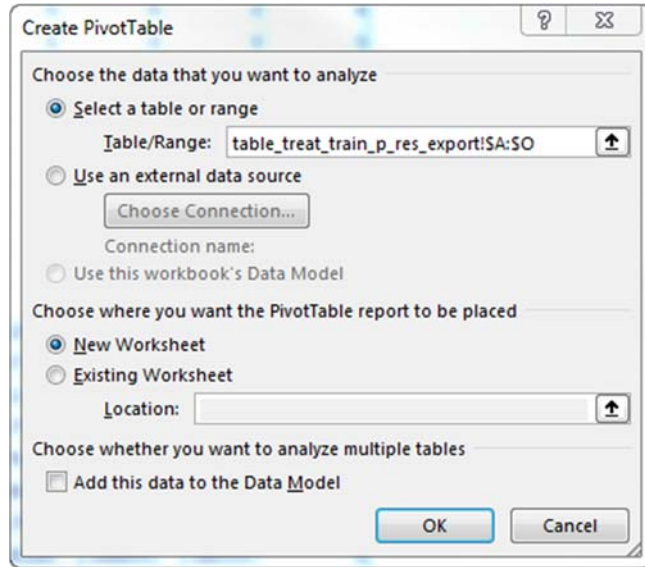 Create PivotTable
?
Choose the data that you want to analyze
Select a table or range
Table/Range: table_treat_train_p_res_export!$A:$O
Use an external data source
Choose Connection...
Connection name:
Use this workbook's Data Model
Choose where you want the PivotTable report to be placed
New Worksheet
Existing Worksheet
Location:
Choose whether you want to analyze multiple tables
Add this data to the Data Model
OK Cancel